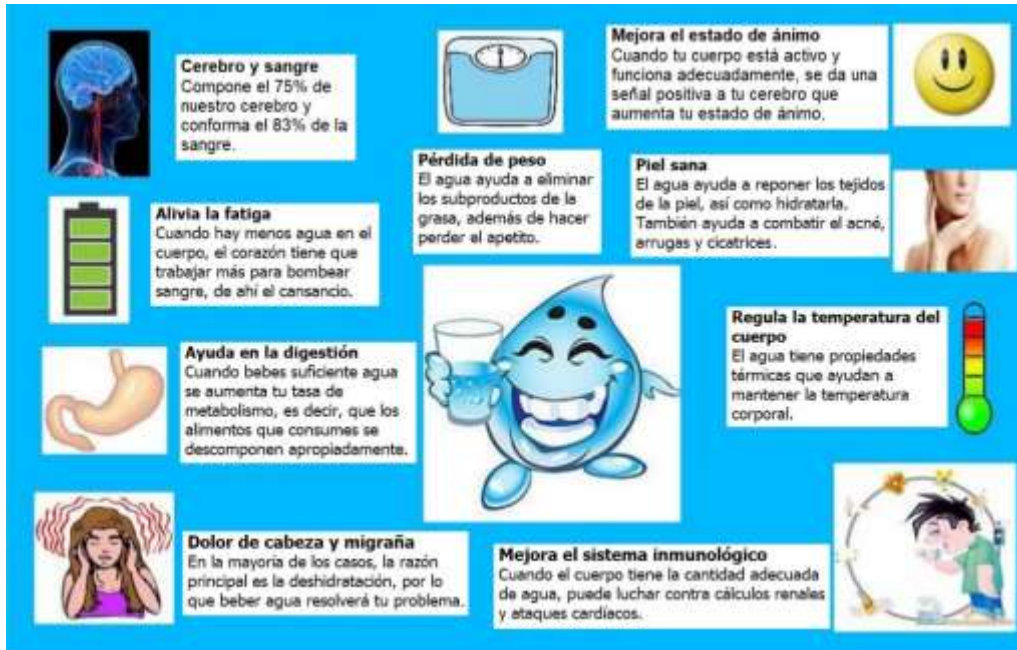 Cerebro y sangre
Compone el 75% de
nuestro cerebro y
conforma el 83% de la
sangre.
Mejora el estado de ánimo
Cuando tu cuerpo está activo y
funciona adecuadamente, se da una
señal positiva a tu cerebro que
aumenta tu estado de ánimo.
Pérdida de peso
El agua ayuda a eliminar
los subproductos de la
grasa, además de hacer
perder el apetito.
Piel sana
El agua ayuda a reponer los tejidos
de la piel, así como hidratarla.
También ayuda a combatir el acné,
arrugas y cicatrices.
Alivia la fatiga
Cuando hay menos agua en el
cuerpo, el corazón tiene que
trabajar más para bombear
sangre, de ahí el cansancio.
Regula la temperatura del
cuerpo
El agua tiene propiedades
térmicas que ayudan a
mantener la temperatura
corporal.
Ayuda en la digestión
Cuando bebes suficiente agua
se aumenta tu tasa de
metabolismo, es decir, que los
alimentos que consumes se
descomponen apropiadamente.
Dolor de cabeza y migraña
En la mayoría de los casos, la razón
principal es la deshidratación, por lo
que beber agua resolverá tu problema.
Mejora el sistema inmunológico
Cuando el cuerpo tiene la cantidad adecuada
de agua, puede luchar contra cálculos renales
y ataques cardíacos.